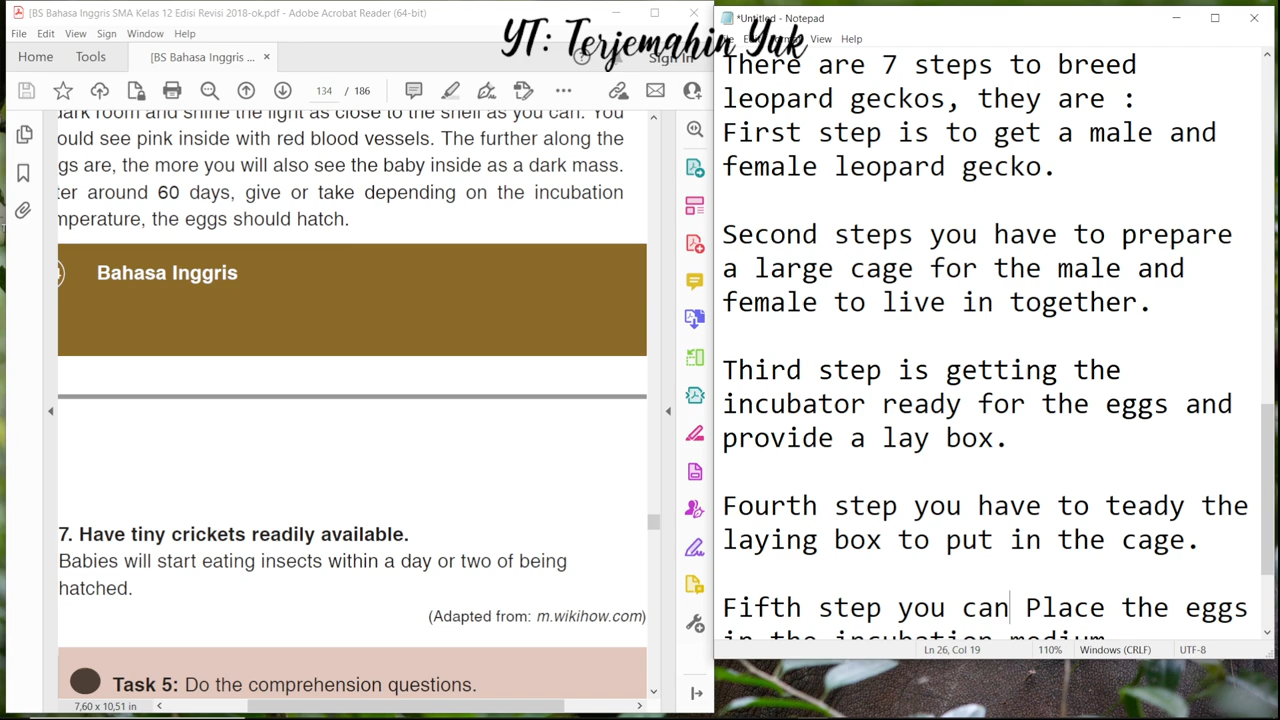 [BS Bahasa Inggris SMA Kelas 12 Edisi Revisi 2018-ok.pdf - Adobe Acrobat Reader (64-bit)
File Edit View Sign Window Help
Home Tools [BS Bahasa Inggris ... × Sign In
134 / 186
dark room and shine the light as close to the shell as you can. You
ould see pink inside with red blood vessels. The further along the
gs are, the more you will also see the baby inside as a dark mass.
ter around 60 days, give or take depending on the incubation
mperature, the eggs should hatch.
Bahasa Inggris
7. Have tiny crickets readily available.
Babies will start eating insects within a day or two of being
hatched.
(Adapted from: m.wikihow.com)
Task 5: Do the comprehension questions.
7,60 x 10,51 in
YT: Terjemahin Yuk
*Untitled - Notepad
View Help
There are 7 steps to breed
leopard geckos, they are :
First step is to get a male and
female leopard gecko.
Second steps you have to prepare
a large cage for the male and
female to live in together.
Third step is getting the
incubator ready for the eggs and
provide a lay box.
Fourth step you have to teady the
laying box to put in the cage.
Fifth step you can Place the eggs
in the incubation medium
Ln 26, Col 19 110% Windows (CRLF) UTF-8